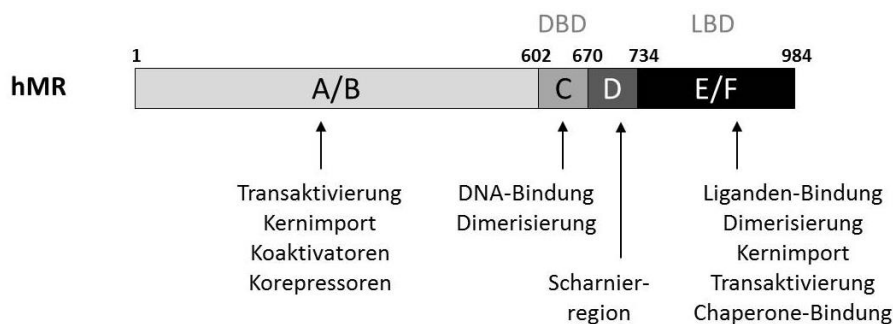 DBD LBD
1 602 670 734 984
hMR A/B C D E/F
Transaktivierung
Kernimport
Koaktivatoren
Korepressoren
DNA-Bindung
Dimerisierung
Scharnier-
region
Liganden-Bindung
Dimerisierung
Kernimport
Transaktivierung
Chaperone-Bindung